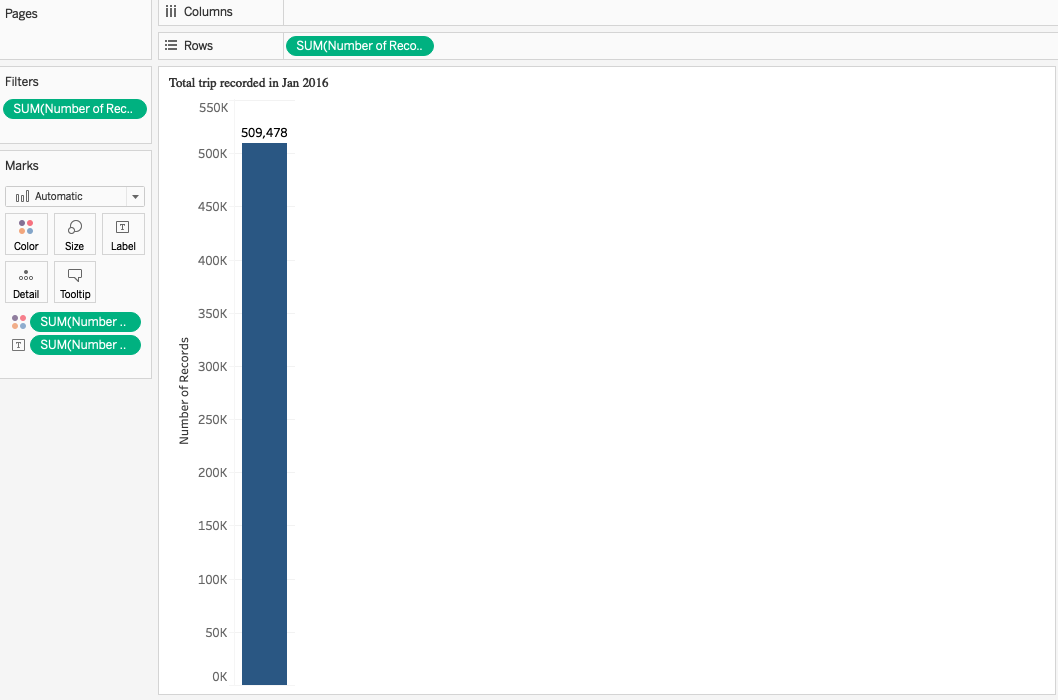 Pages
Columns
Rows
SUM(Number of Reco..
Filters
SUM(Number of Rec..
Marks
Automatic
Color
Size
T
Label
Detail
Tooltip
SUM(Number ..
T
SUM(Number ..
Total trip recorded in Jan 2016
550K
509,478
500K
450K
400K
350K
300K
250K
200K
150K
100K
50K
0K
Number of Records